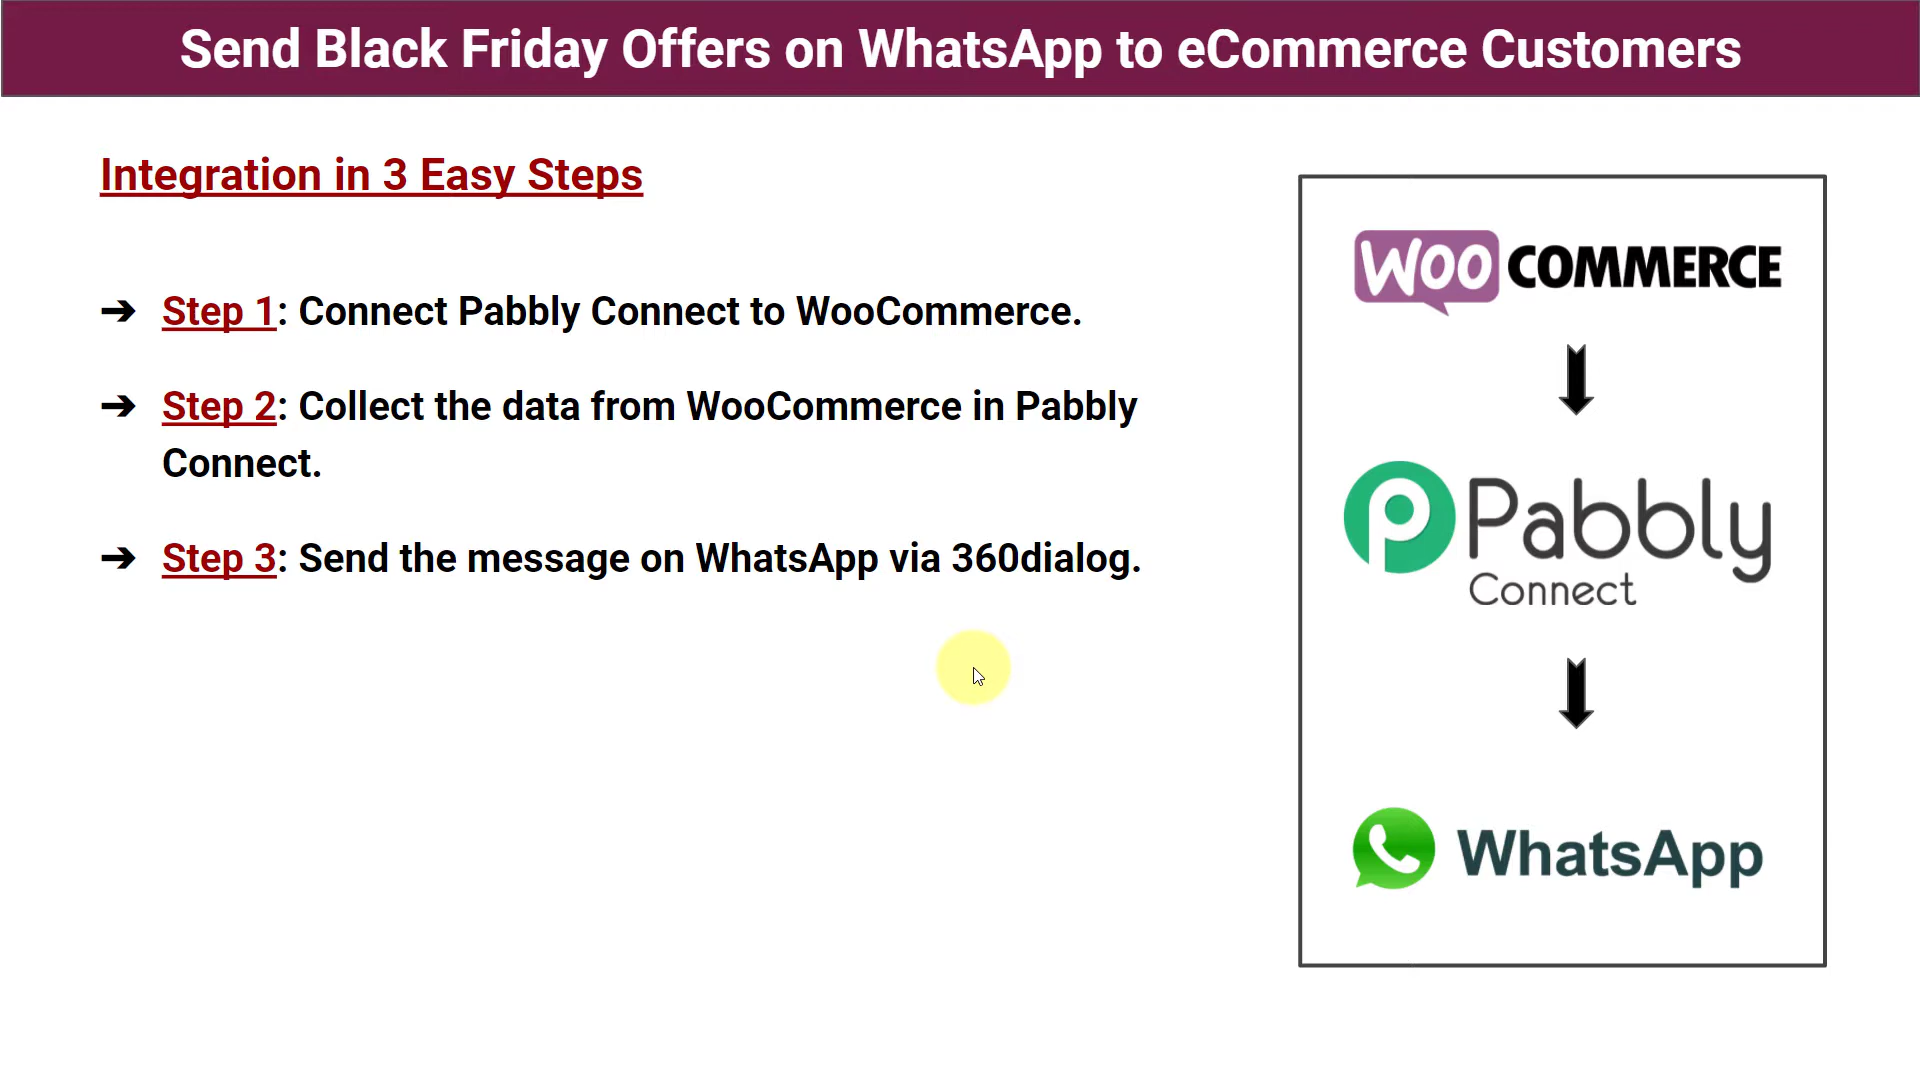 Send Black Friday Offers on WhatsApp to eCommerce Customers
Integration in 3 Easy Steps
➔ Step 1: Connect Pabbly Connect to WooCommerce.
➔ Step 2: Collect the data from WooCommerce in Pabbly
Connect.
➔ Step 3: Send the message on WhatsApp via 360dialog.
WOO COMMERCE
Pabbly
Connect
WhatsApp